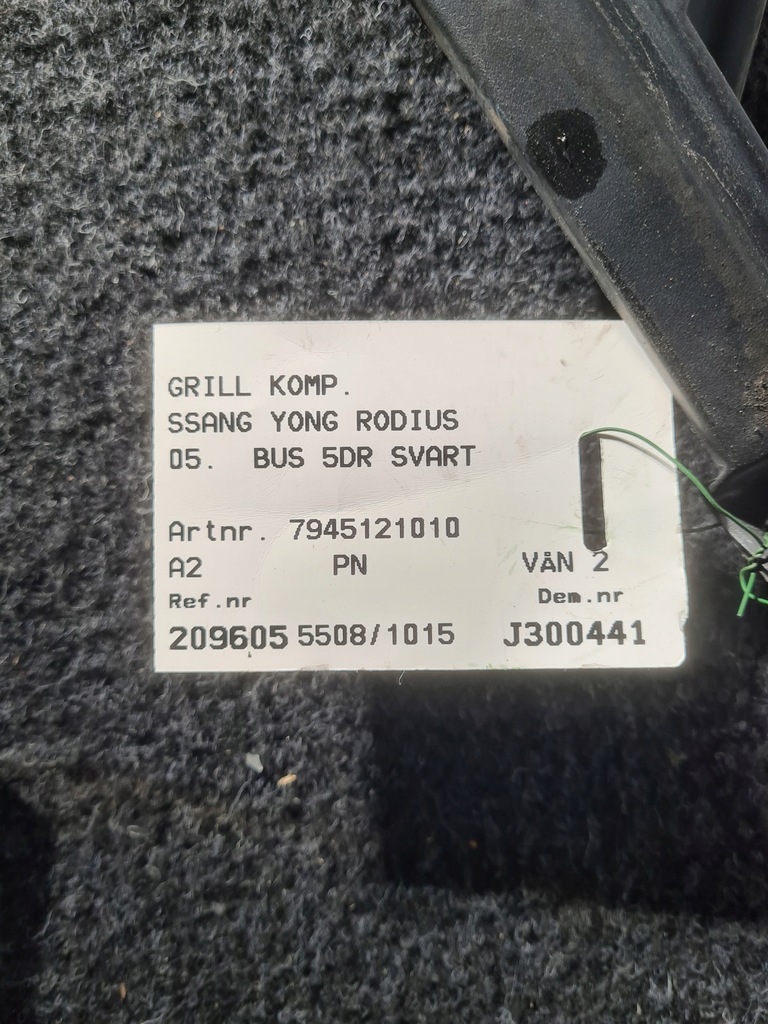 GRILL KOMP.
SSANG YONG RODIUS
05. BUS 5DR SVART
Artnr. 7945121010
A2 PN VÅN 2
Ref.nr Dem.nr
209605 5508/1015 J300441